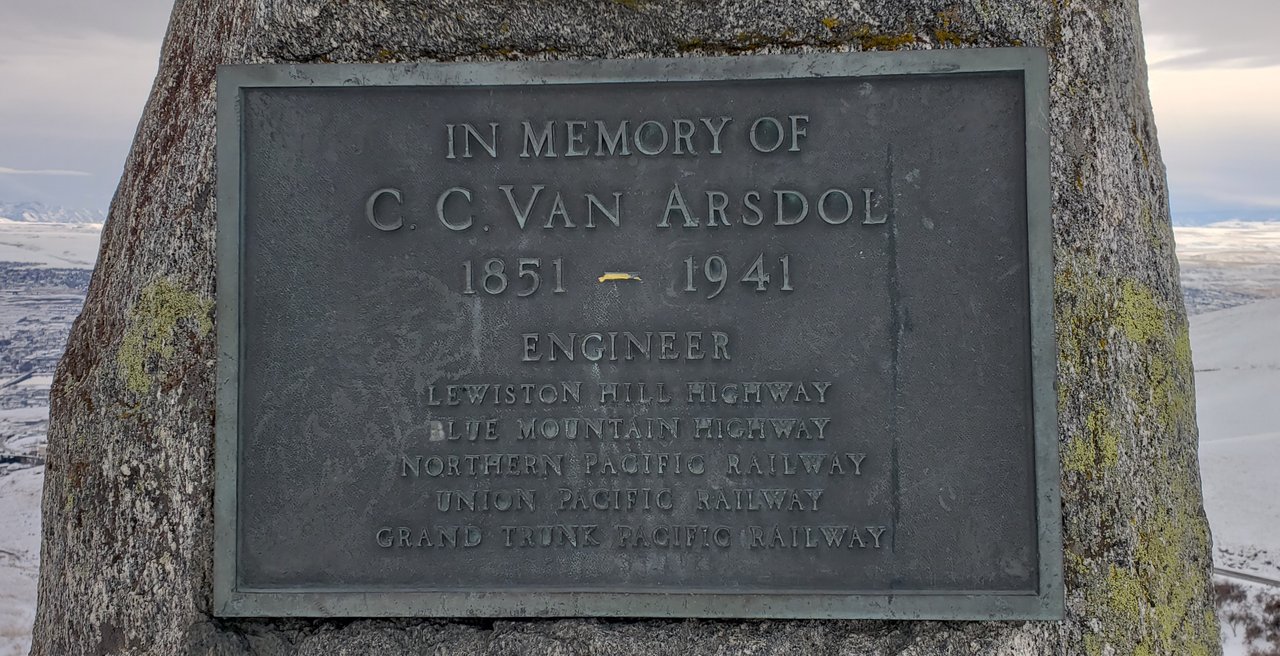 IN MEMORY OF
C. C. VAN ARSDOL
1851 – 1941
ENGINEER
LEWISTON HILL HIGHWAY
BLUE MOUNTAIN HIGHWAY
NORTHERN PACIFIC RAILWAY
UNION PACIFIC RAILWAY
GRAND TRUNK PACIFIC RAILWAY